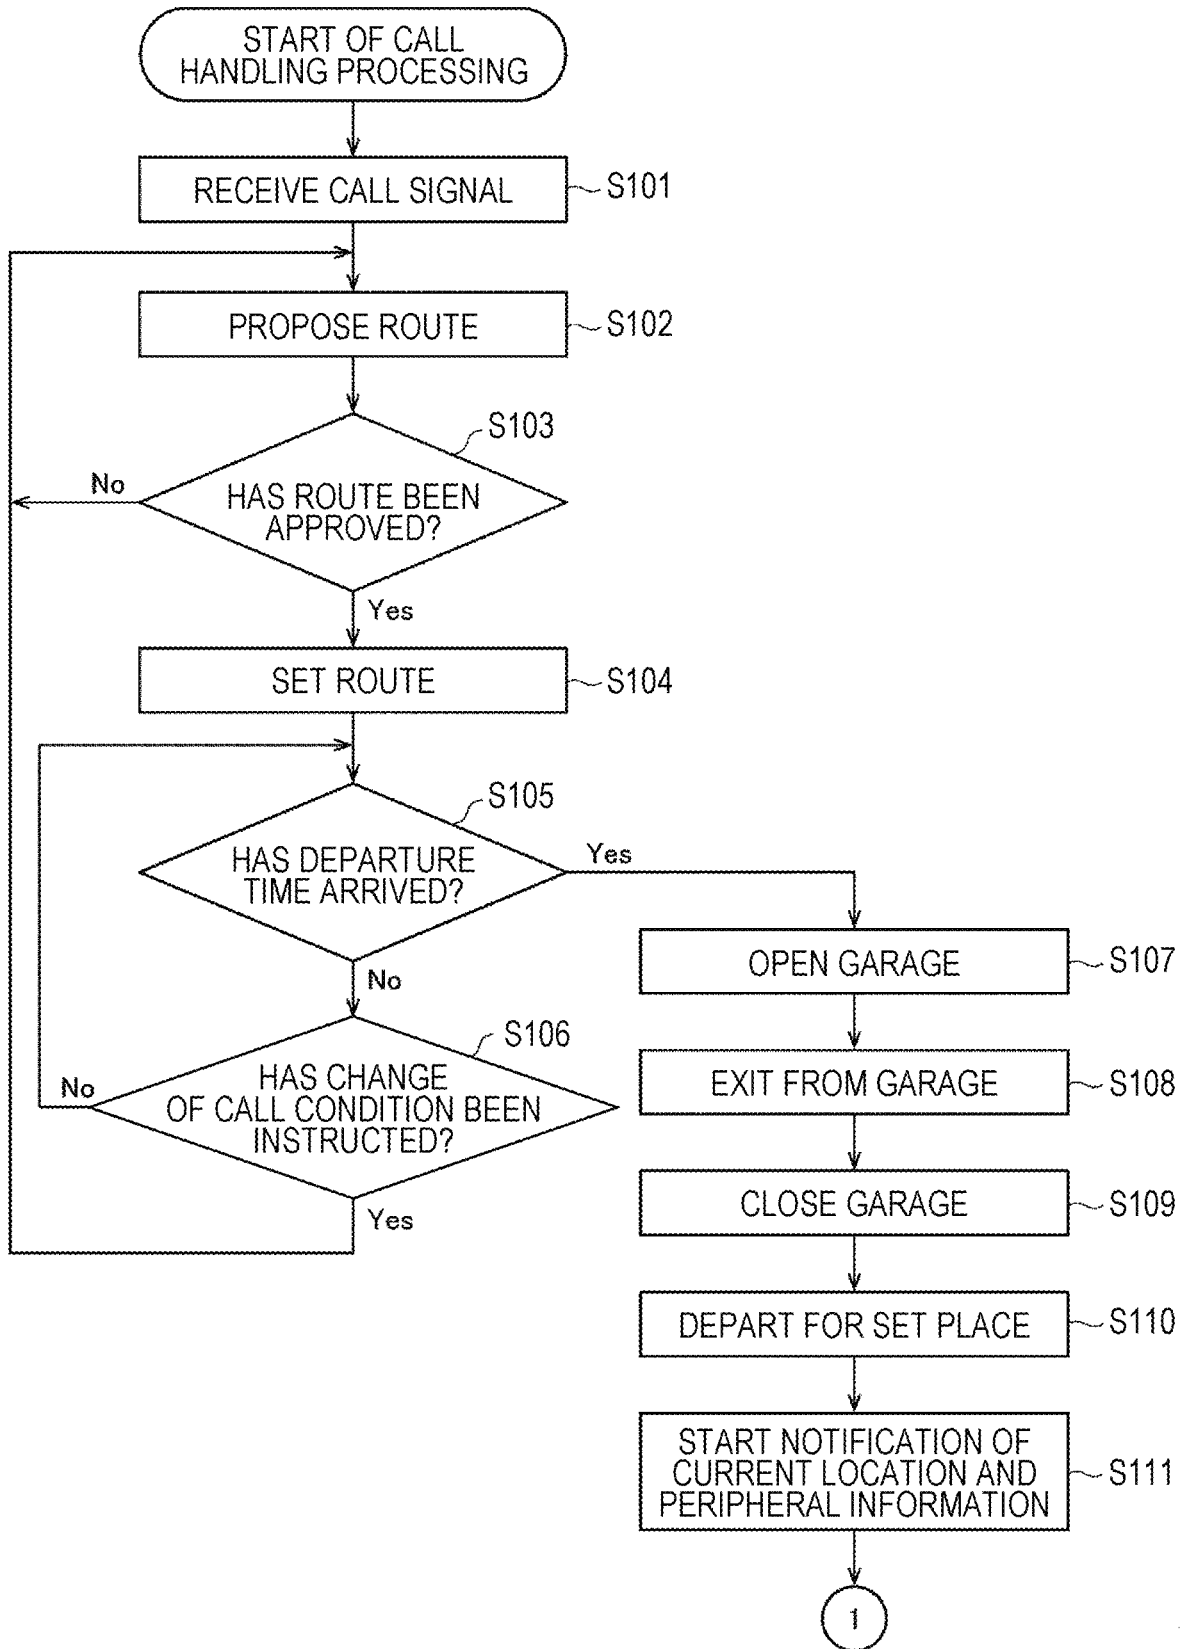 START OF CALL
HANDLING PROCESSING
RECEIVE CALL SIGNAL
S101
PROPOSE ROUTE
S102
S103
No
HAS ROUTE BEEN
APPROVED?
Yes
SET ROUTE
S104
S105
HAS DEPARTURE
TIME ARRIVED?
Yes
No
S106
No
HAS CHANGE
OF CALL CONDITION BEEN
INSTRUCTED?
Yes
OPEN GARAGE
S107
EXIT FROM GARAGE
S108
CLOSE GARAGE
S109
DEPART FOR SET PLACE
S110
START NOTIFICATION OF
CURRENT LOCATION AND
PERIPHERAL INFORMATION
S111
1